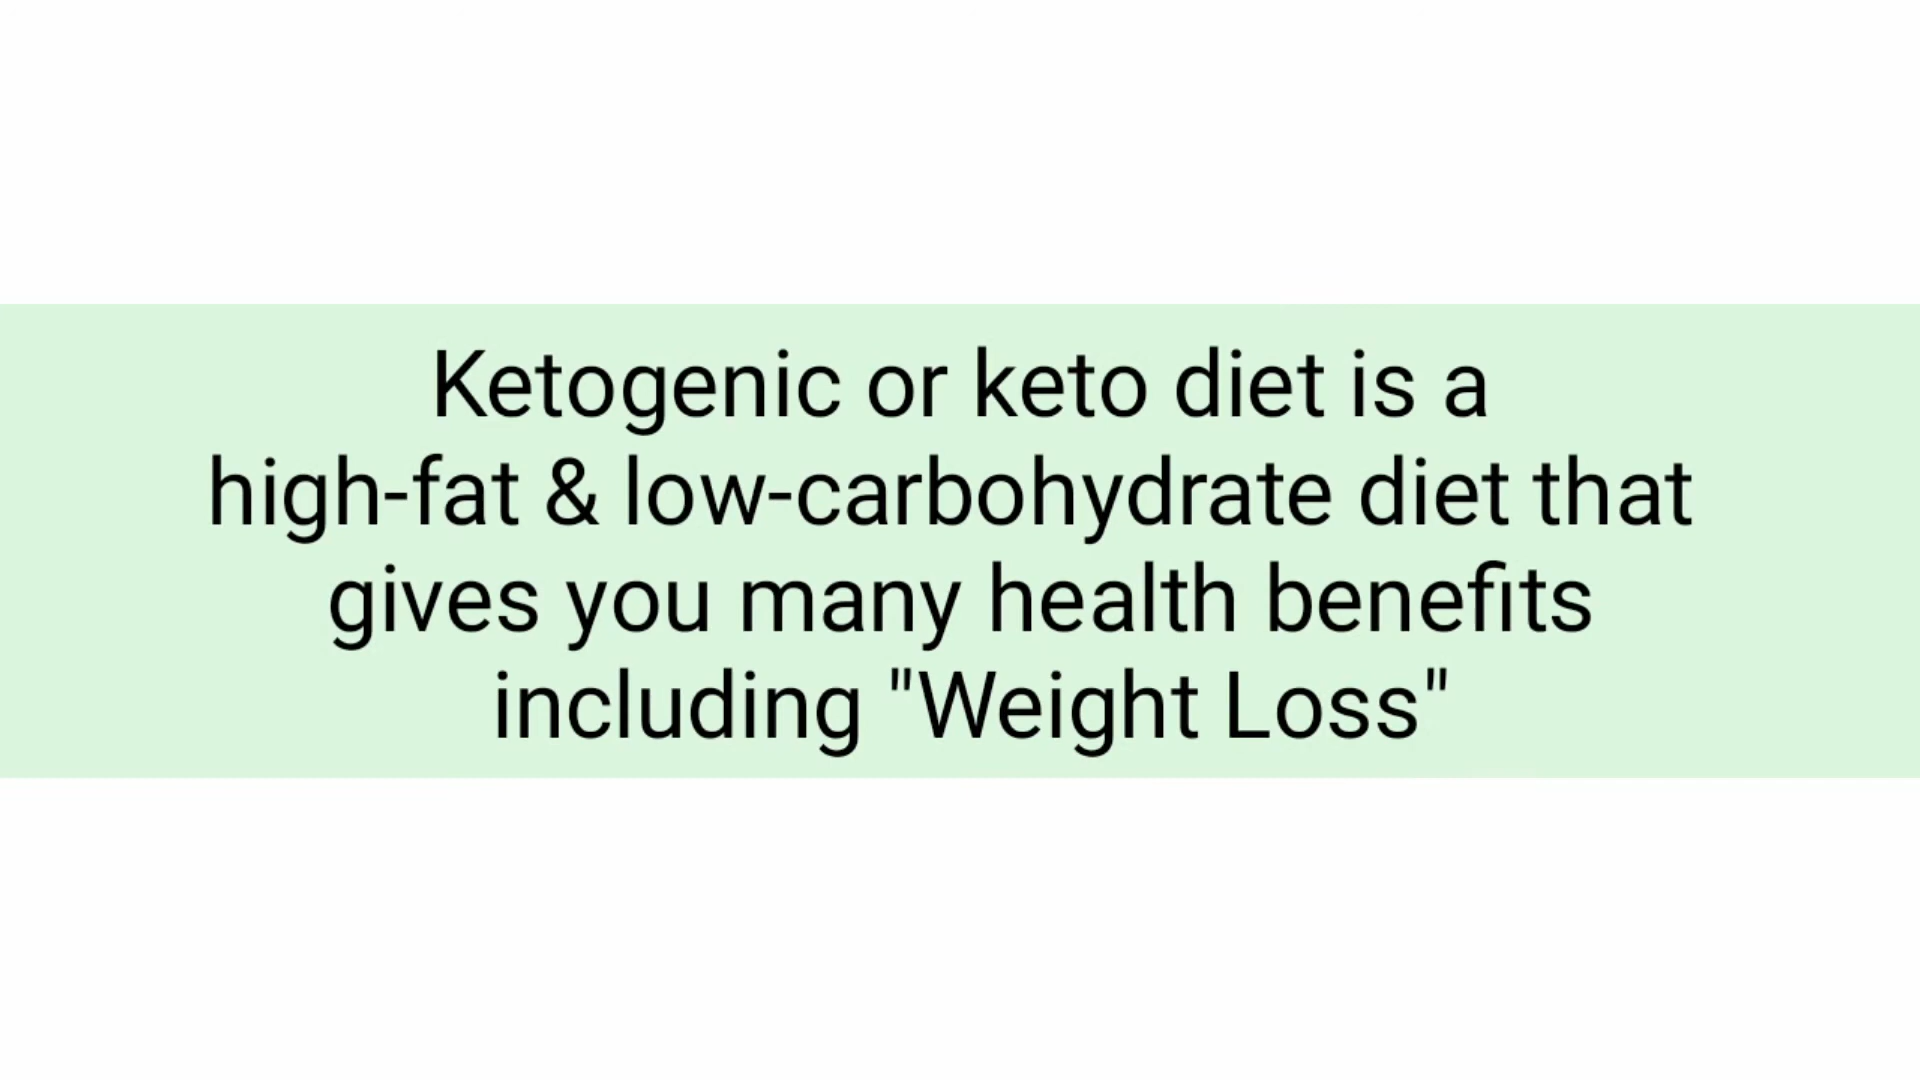 Ketogenic or keto diet is a
high-fat & low-carbohydrate diet that
gives you many health benefits
including "Weight Loss"